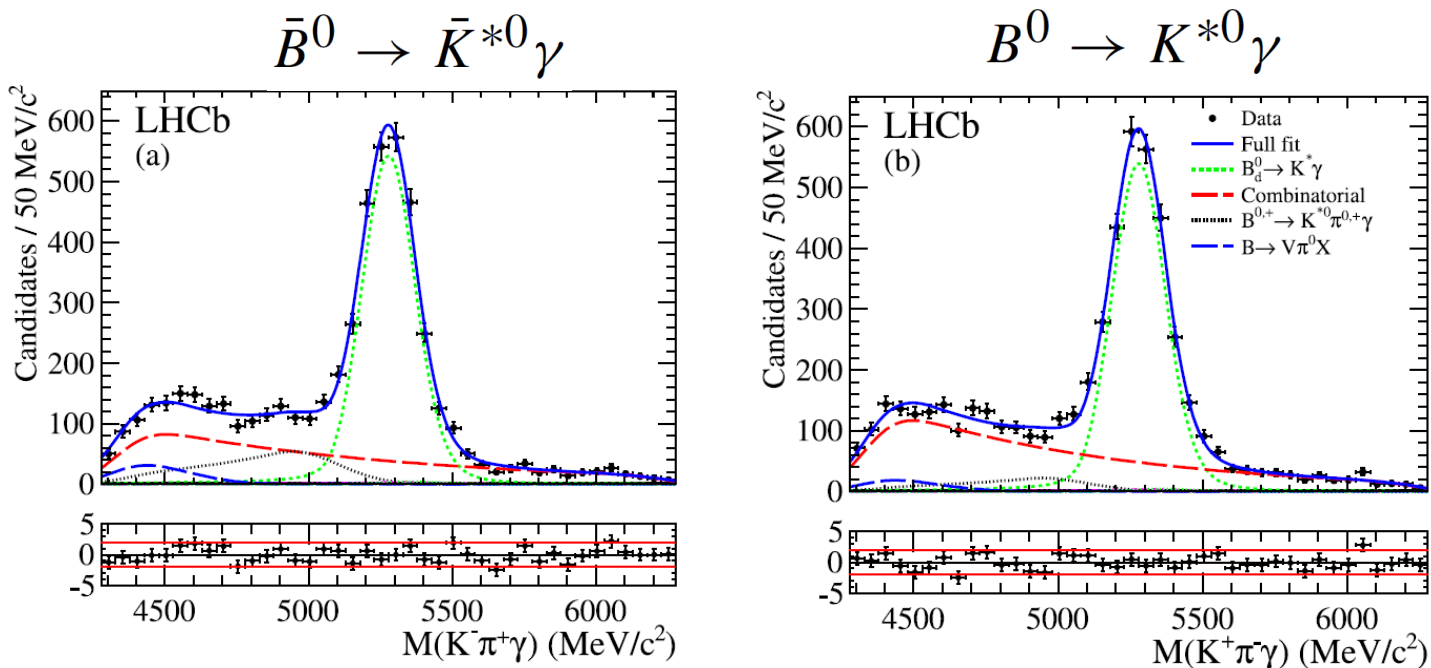 B̄⁰ → K̄*⁰γ
Candidates / 50 MeV/c²
600
500
400
300
200
100
0
LHCb
(a)
5
0
-5
4500 5000 5500 6000
M(K⁻π⁺γ) (MeV/c²)
B⁰ → K*⁰γ
Candidates / 50 MeV/c²
600
500
400
300
200
100
0
LHCb
(b)
Data
Full fit
B⁰d → K*γ
Combinatorial
B⁰,⁺ → K*⁰π⁰,⁺γ
B → Vπ⁰X
5
0
-5
4500 5000 5500 6000
M(K⁺π⁻γ) (MeV/c²)